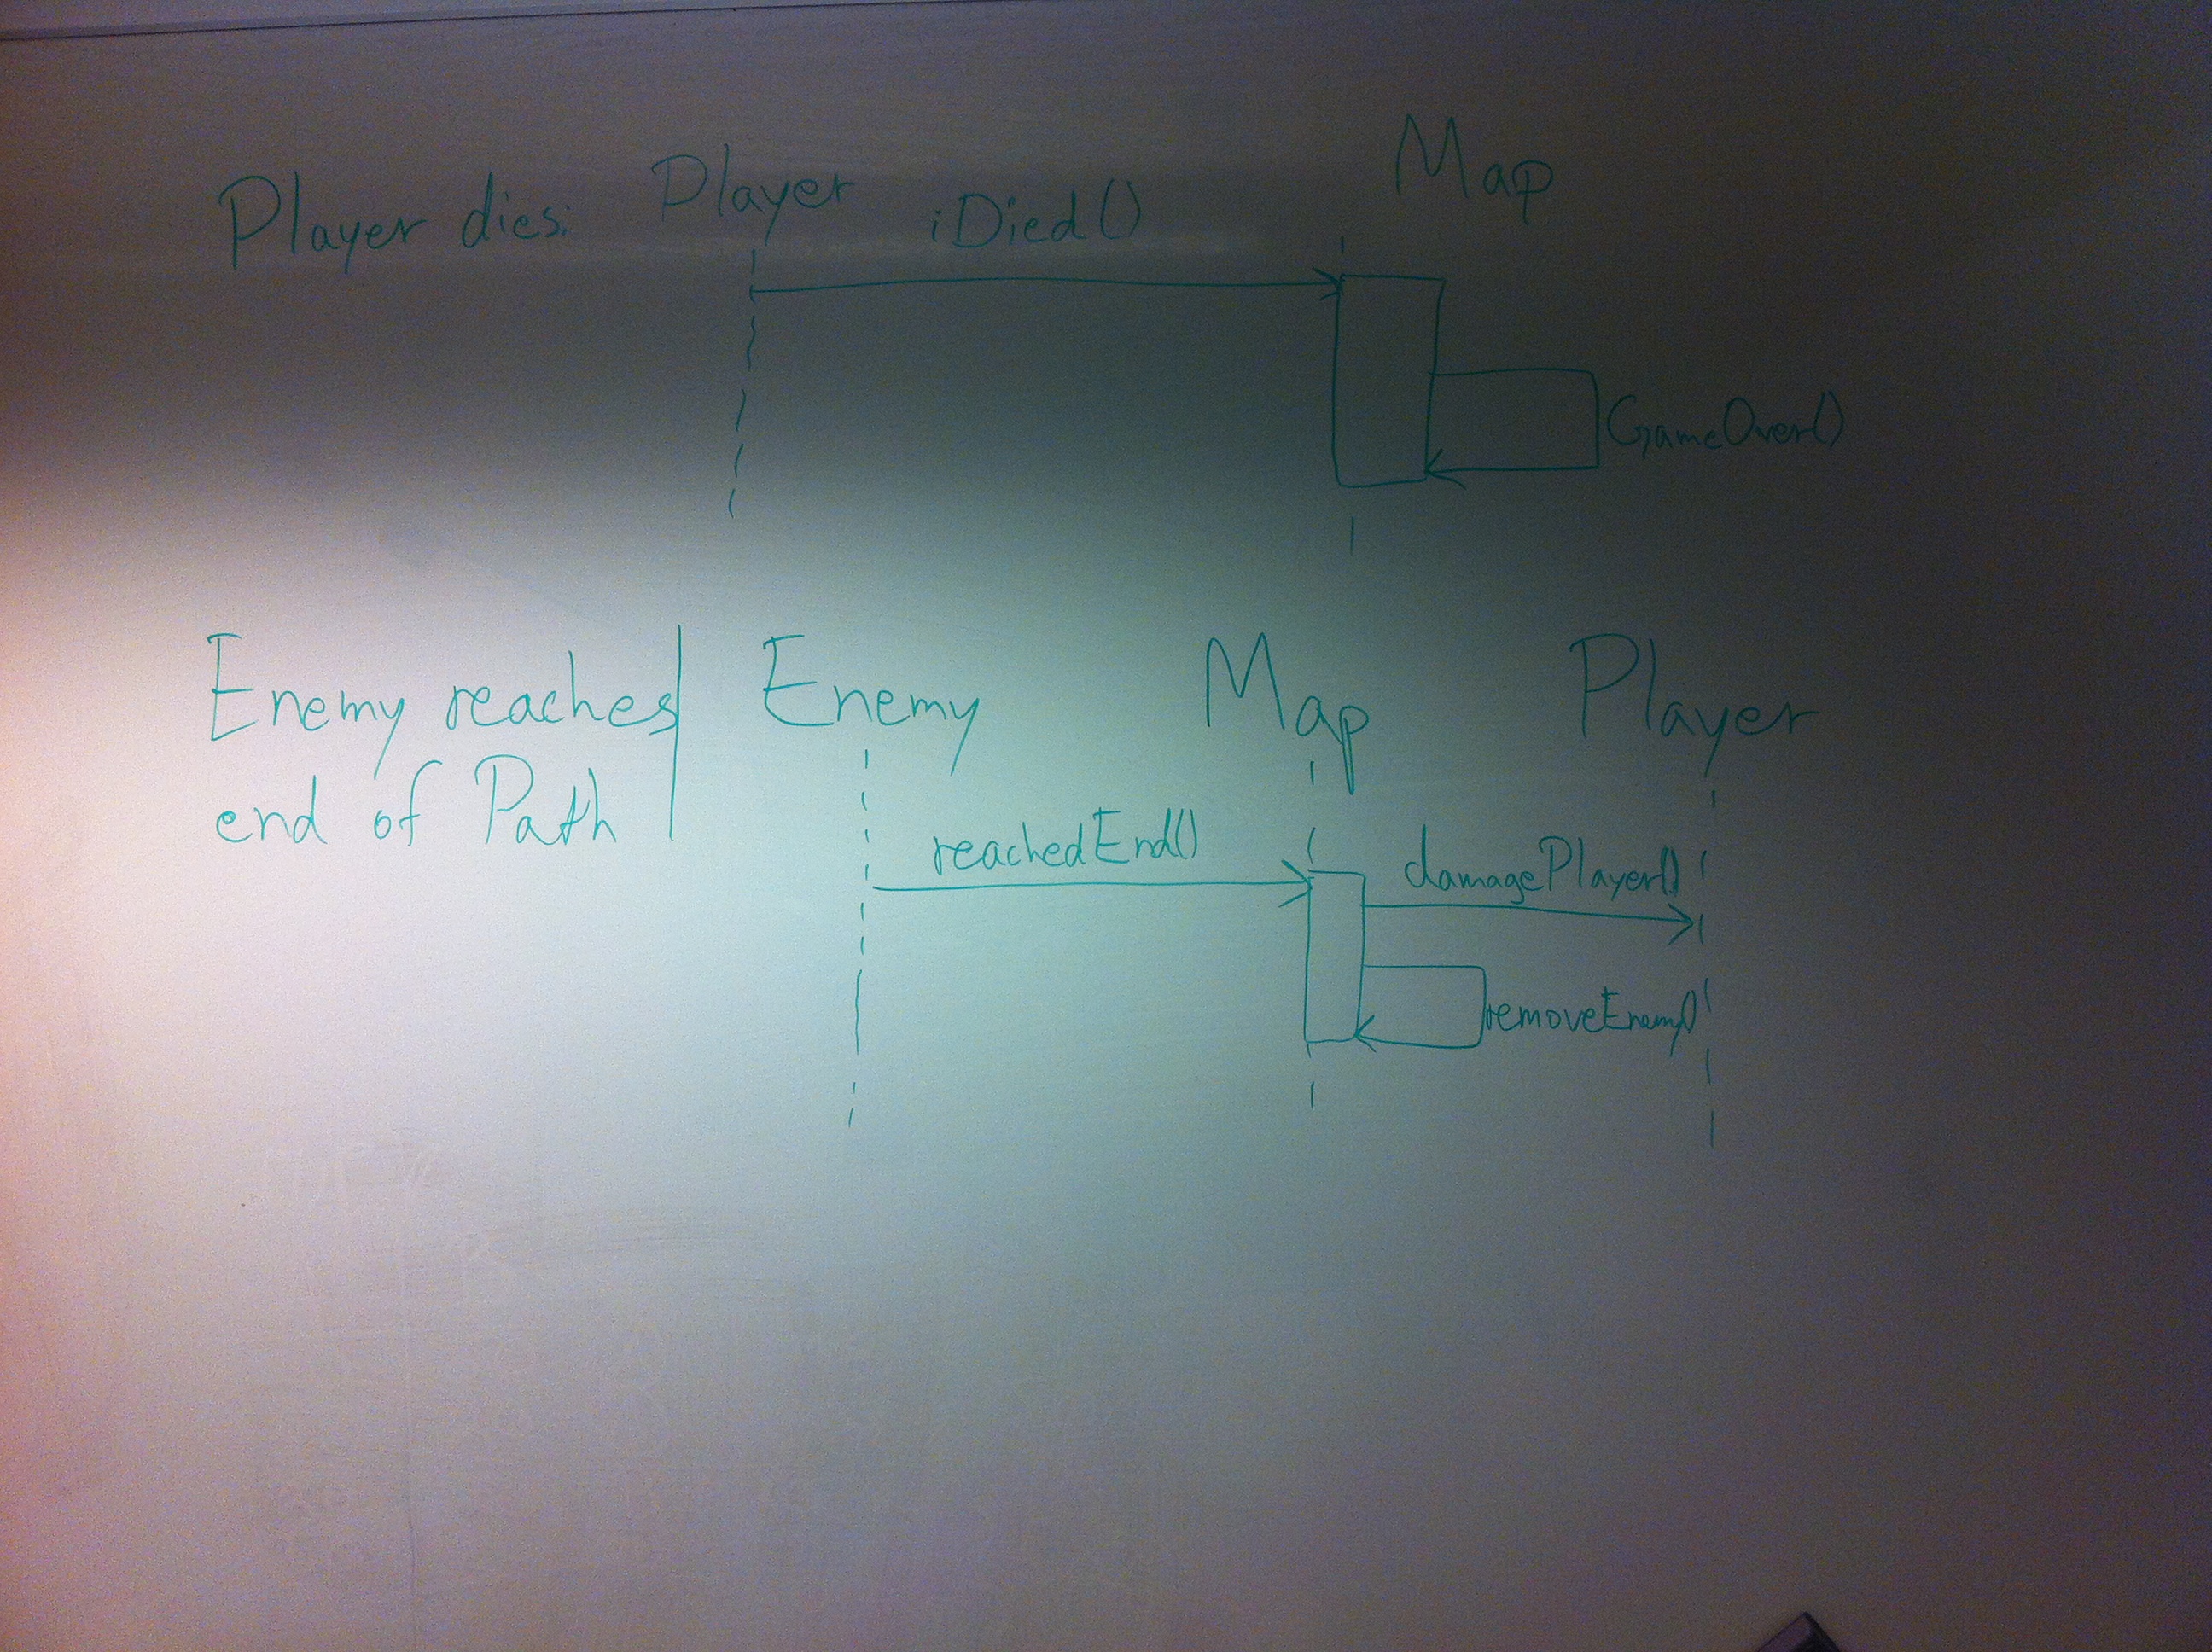 Player dies: Player iDied() Map
GameOver()
Enemy reaches Enemy Map Player
end of Path
reachedEnd() damagePlayer()
removeEnemy()